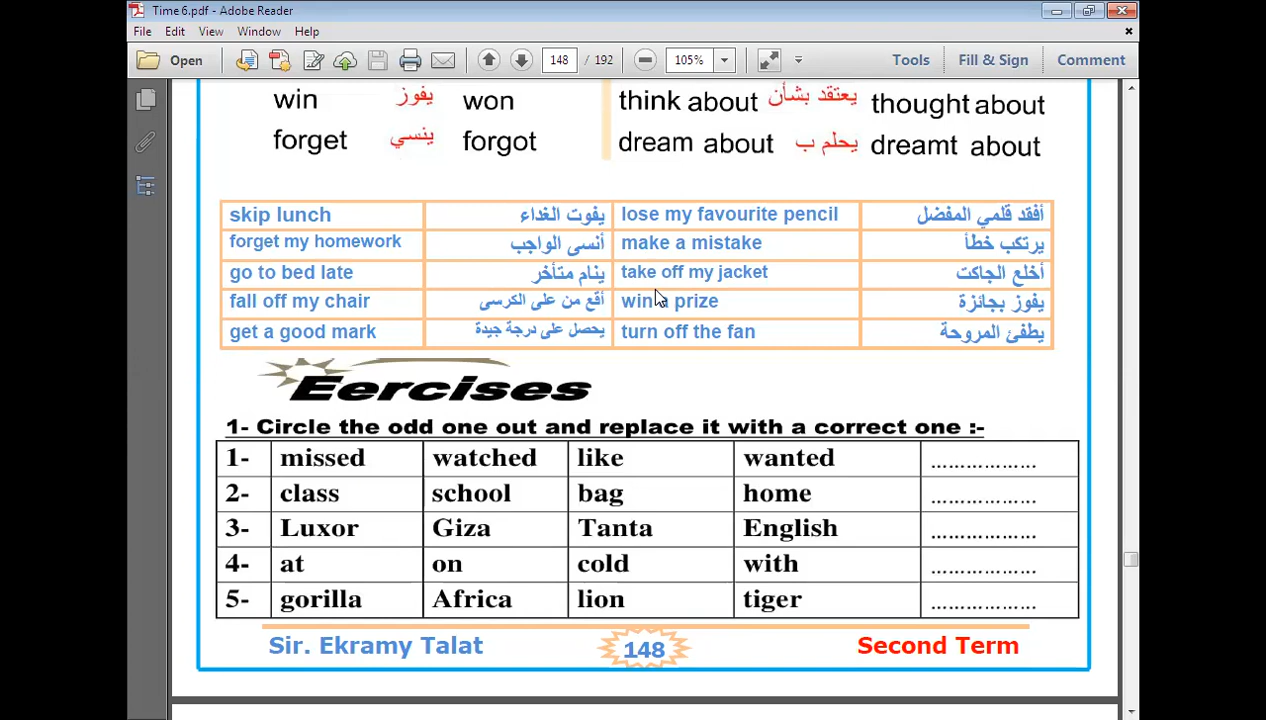 Time 6.pdf - Adobe Reader
File Edit View Window Help
Open 148 / 192 105% Tools Fill & Sign Comment
win يفوز won think about يعتقد بشأن thought about
forget ينسي forgot dream about يحلم ب dreamt about
skip lunch يفوت الغداء lose my favourite pencil أفقد قلمي المفضل
forget my homework أنسى الواجب make a mistake يرتكب خطأ
go to bed late ينام متأخر take off my jacket أخلع الجاكت
fall off my chair أقع من على الكرسى win a prize يفوز بجائزة
get a good mark يحصل على درجة جيدة turn off the fan يطفئ المروحة
Eercises
1- Circle the odd one out and replace it with a correct one :-
1- missed watched like wanted ..................
2- class school bag home ..................
3- Luxor Giza Tanta English ..................
4- at on cold with ..................
5- gorilla Africa lion tiger ..................
Sir. Ekramy Talat 148 Second Term